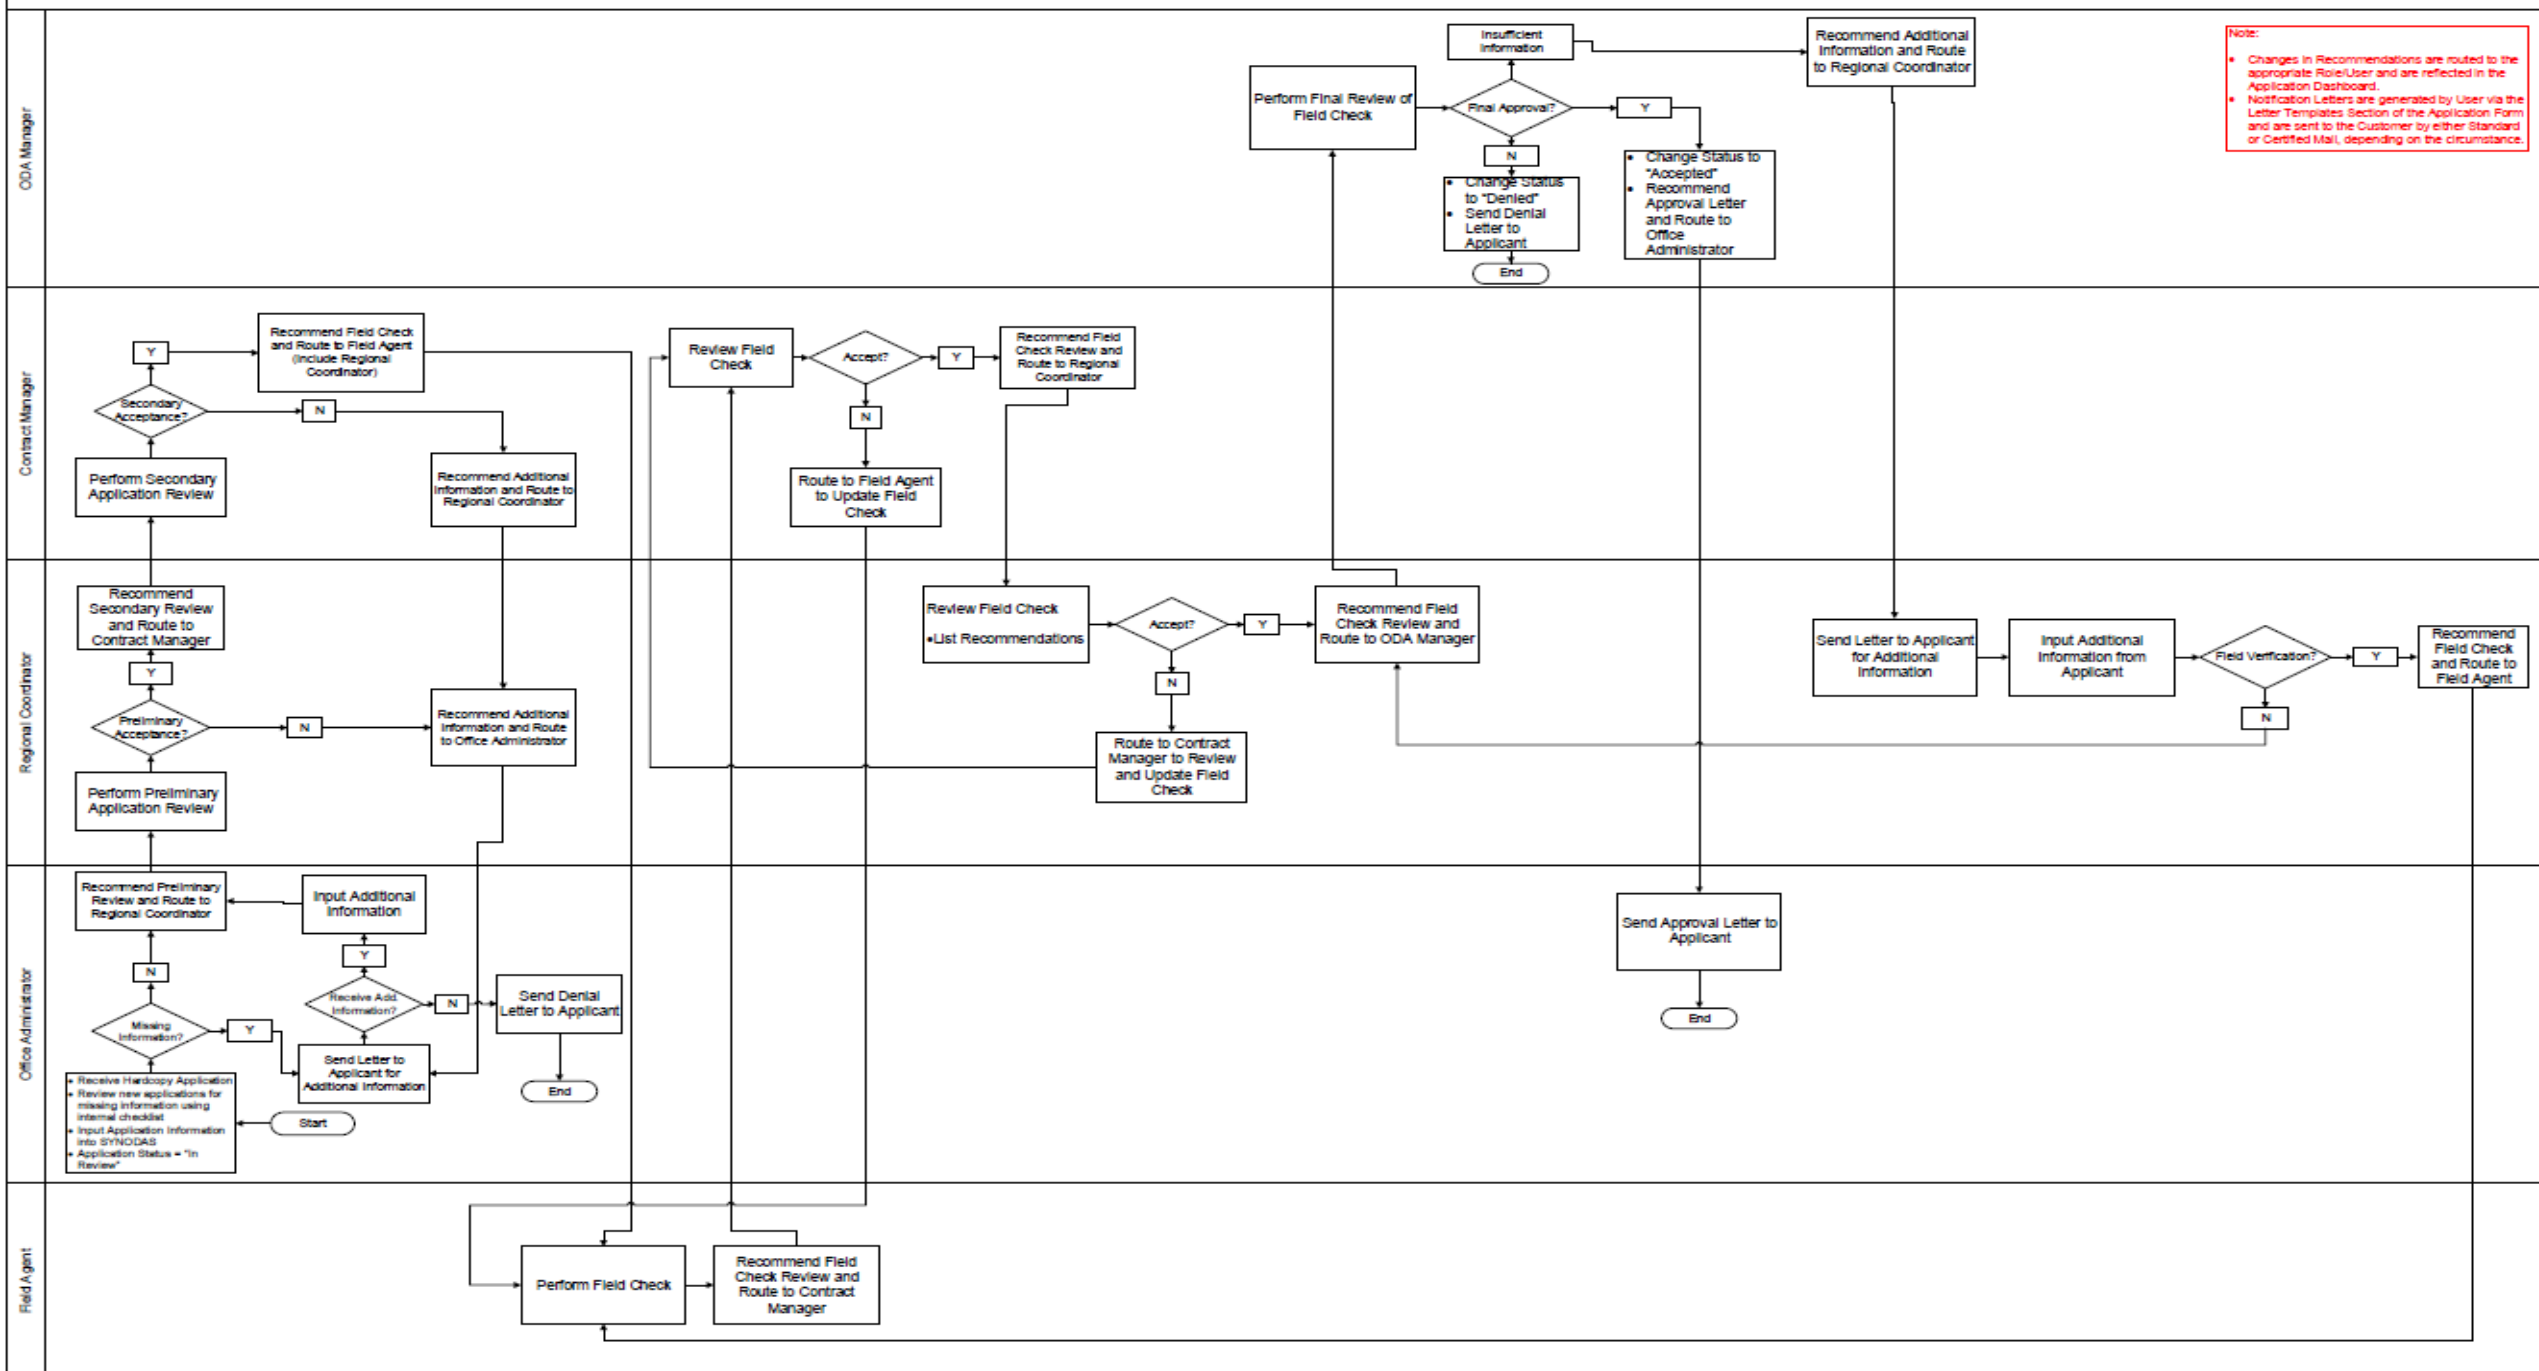 ODA Manager
Insufficient
Information
Recommend Additional
Information and Route
to Regional Coordinator
Note:
• Changes in Recommendations are routed to the
appropriate Role/User and are reflected in the
Application Dashboard.
• Notification Letters are generated by User via the
Letter Templates Section of the Application Form
and are sent to the Customer by either Standard
or Certified Mail, depending on the circumstance.
Perform Final Review of
Field Check
Final Approval?
Y
N
• Change Status
to "Denied"
• Send Denial
Letter to
Applicant
End
• Change Status to
"Accepted"
• Recommend
Approval Letter
and Route to
Office
Administrator
Contract Manager
Y
Recommend Field Check
and Route to Field Agent
(Include Regional
Coordinator)
Secondary
Acceptance?
N
Perform Secondary
Application Review
Recommend Additional
Information and Route to
Regional Coordinator
Review Field
Check
Accept?
Y
Recommend Field
Check Review and
Route to Regional
Coordinator
N
Route to Field Agent
to Update Field
Check
Regional Coordinator
Recommend
Secondary Review
and Route to
Contract Manager
Y
Preliminary
Acceptance?
N
Recommend Additional
Information and Route
to Office Administrator
Perform Preliminary
Application Review
Review Field Check
•List Recommendations
Accept?
Y
Recommend Field
Check Review and
Route to ODA Manager
N
Route to Contract
Manager to Review
and Update Field
Check
Send Letter to Applicant
for Additional
Information
Input Additional
Information from
Applicant
Field Verification?
Y
Recommend
Field Check
and Route to
Field Agent
N
Office Administrator
Recommend Preliminary
Review and Route to
Regional Coordinator
Input Additional
Information
N
Y
Missing
Information?
Y
Receive Add.
Information?
N
Send Denial
Letter to Applicant
End
Send Letter to
Applicant for
Additional Information
• Receive Hardcopy Application
• Review new applications for
missing information using
internal checklist
• Input Application Information
into SYNODAS
• Application Status = "In
Review"
Start
Send Approval Letter to
Applicant
End
Field Agent
Perform Field Check
Recommend Field
Check Review and
Route to Contract
Manager